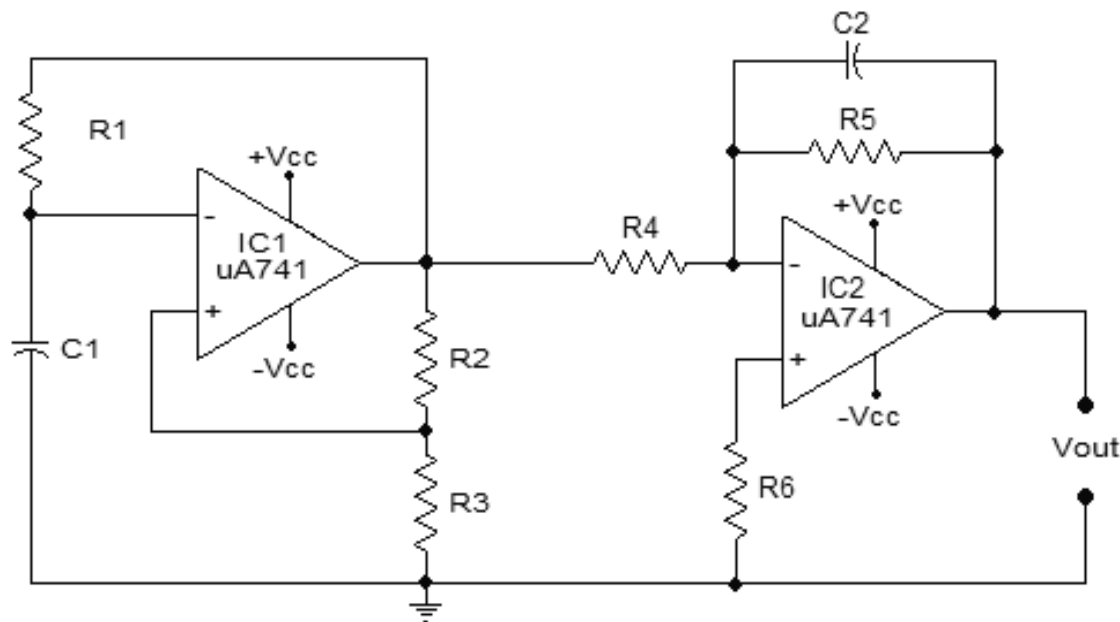 C2
R1
R5
+Vcc
-
IC1
uA741
+
-Vcc
C1
R2
R3
R4
+Vcc
-
IC2
uA741
+
-Vcc
R6
Vout